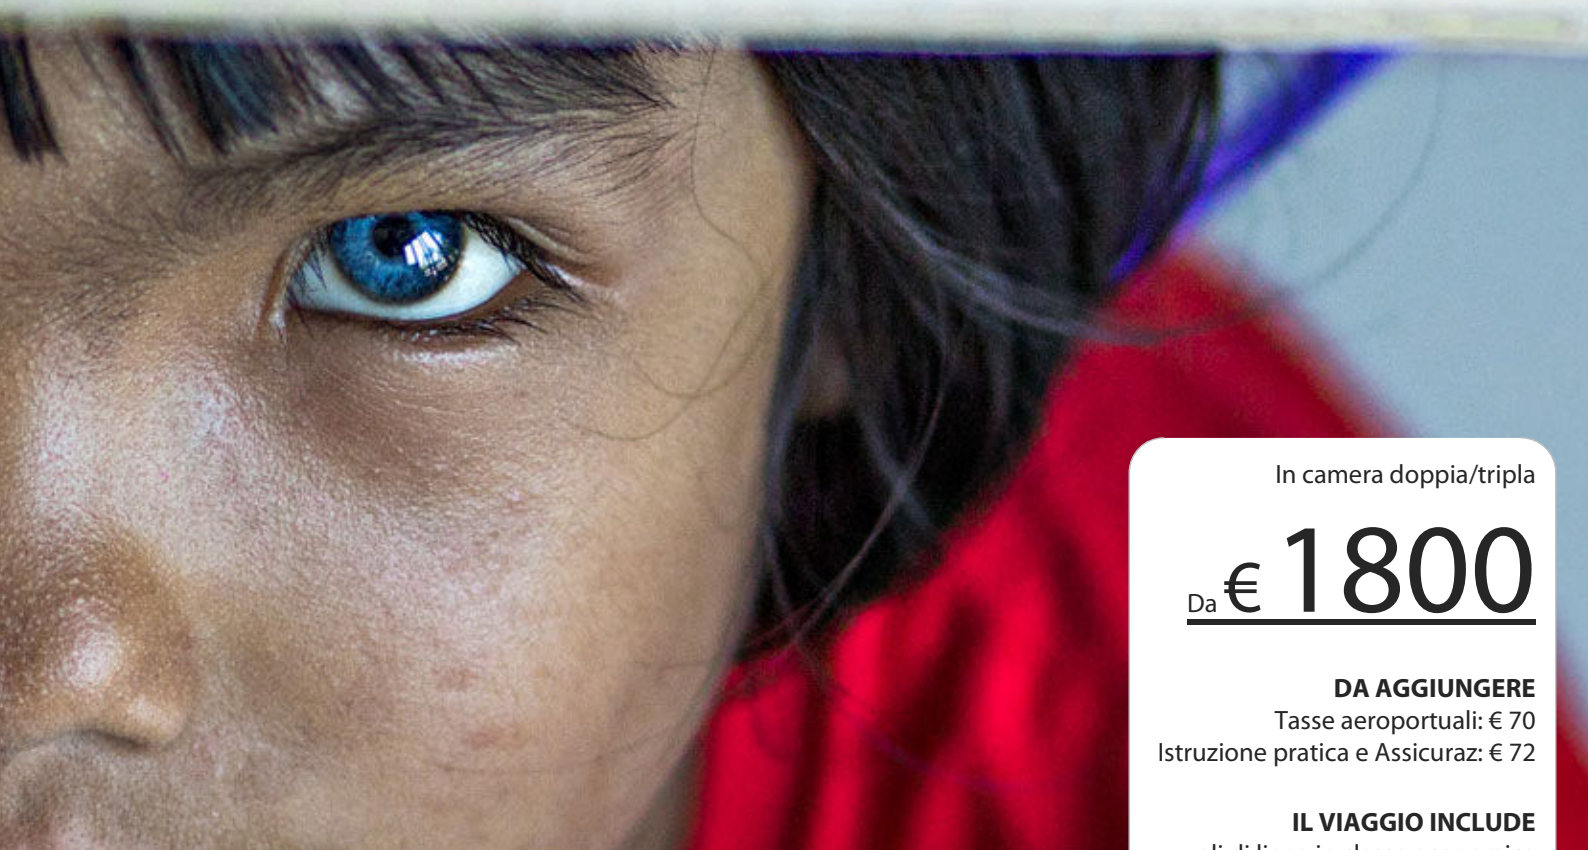 In camera doppia/tripla
Da € 1800
DA AGGIUNGERE
Tasse aeroportuali: € 70
Istruzione pratica e Assicuraz: € 72
IL VIAGGIO INCLUDE